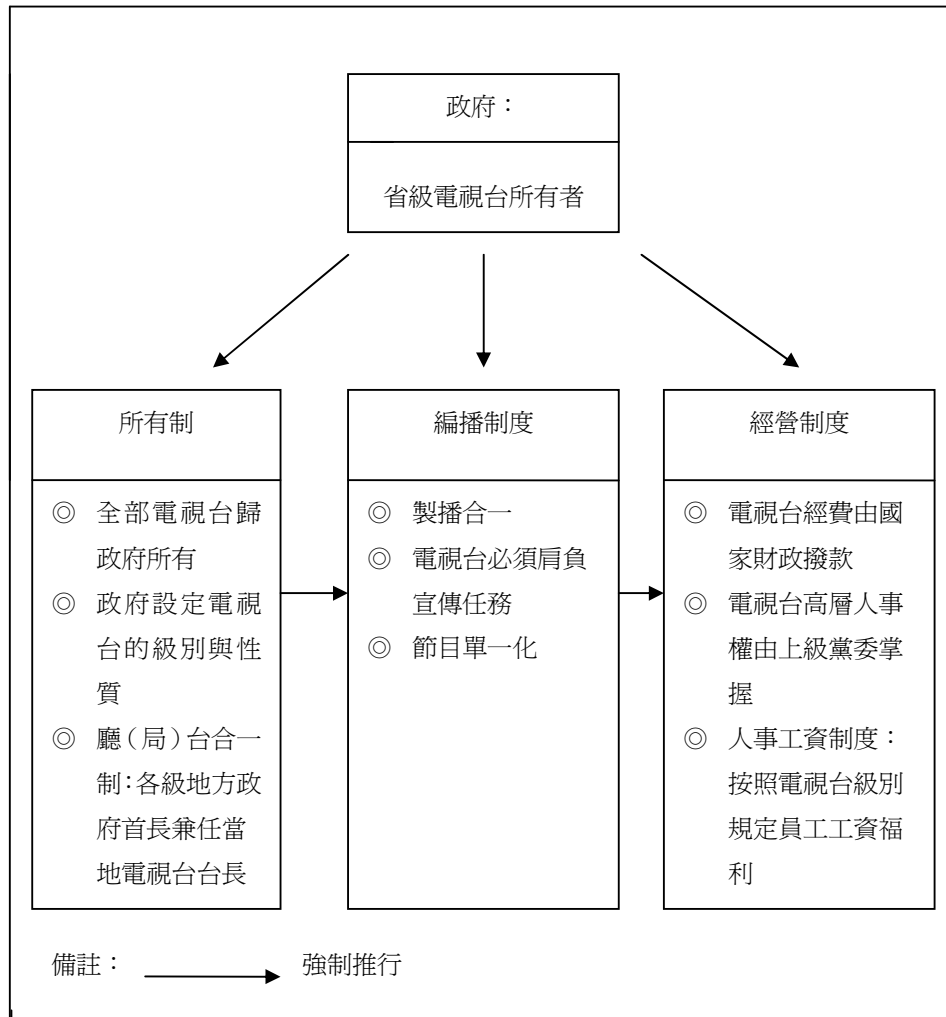 政府：
省級電視台所有者
所有制
◎ 全部電視台歸
政府所有
◎ 政府設定電視
台的級別與性
質
◎ 廳（局）台合一
制：各級地方政
府首長兼任當
地電視台台長
編播制度
◎ 製播合一
◎ 電視台必須肩負
宣傳任務
◎ 節目單一化
經營制度
◎ 電視台經費由國
家財政撥款
◎ 電視台高層人事
權由上級黨委掌
握
◎ 人事工資制度：
按照電視台級別
規定員工工資福
利
備註： 強制推行